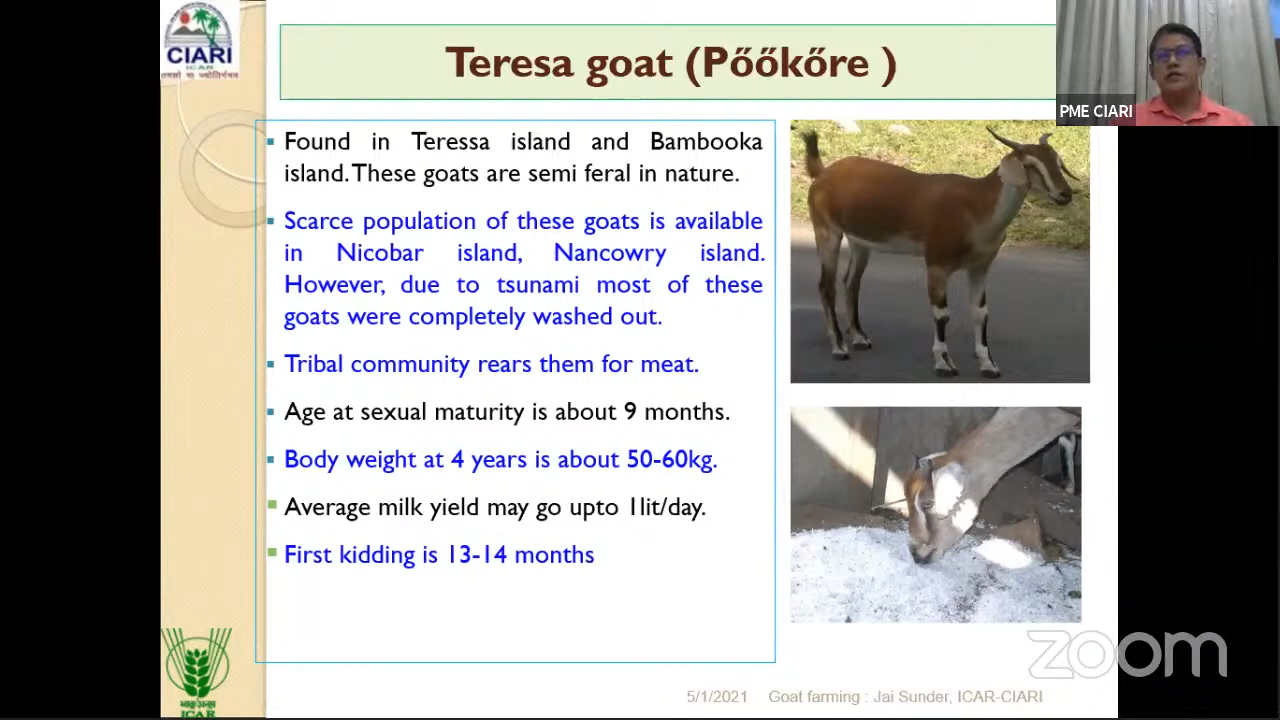 CIARI
ICAR
Teresa goat (Pőőkőre )
PME CIARI
Found in Teressa island and Bambooka
island. These goats are semi feral in nature.
Scarce population of these goats is available
in Nicobar island, Nancowry island.
However, due to tsunami most of these
goats were completely washed out.
Tribal community rears them for meat.
Age at sexual maturity is about 9 months.
Body weight at 4 years is about 50-60kg.
Average milk yield may go upto 1lit/day.
First kidding is 13-14 months
ICAR
5/1/2021 Goat farming : Jai Sunder, ICAR-CIARI
zoom